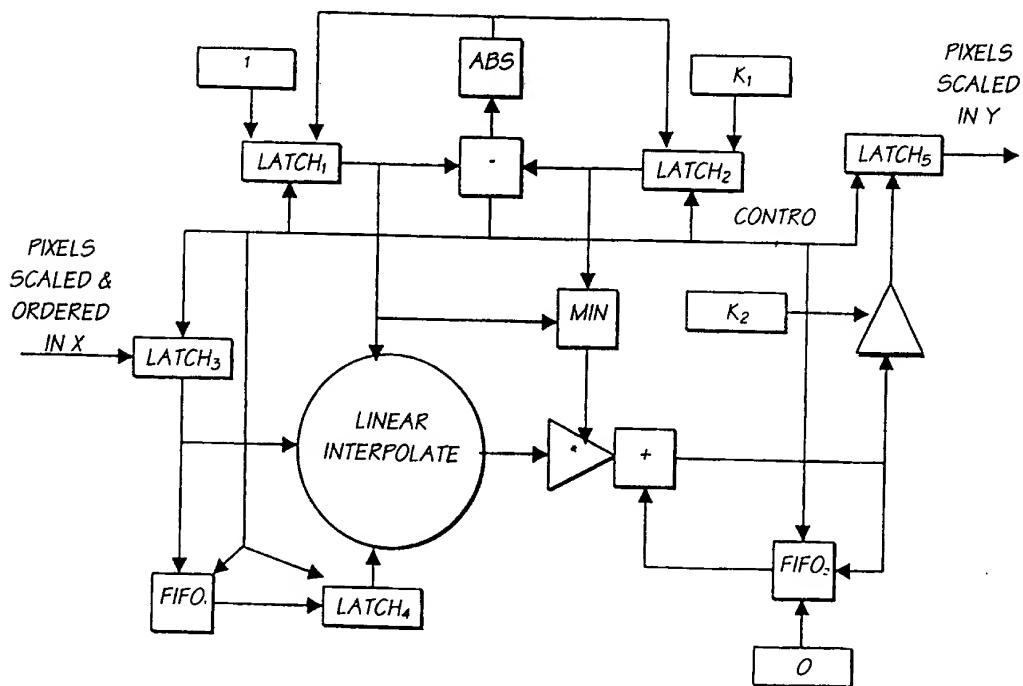 1
ABS
K₁
PIXELS
SCALED
IN Y
LATCH₁
-
LATCH₂
LATCH₅
CONTRO
PIXELS
SCALED &
ORDERED
IN X
LATCH₃
MIN
K₂
LINEAR
INTERPOLATE
*
+
FIFO₁
LATCH₄
FIFO₂
0